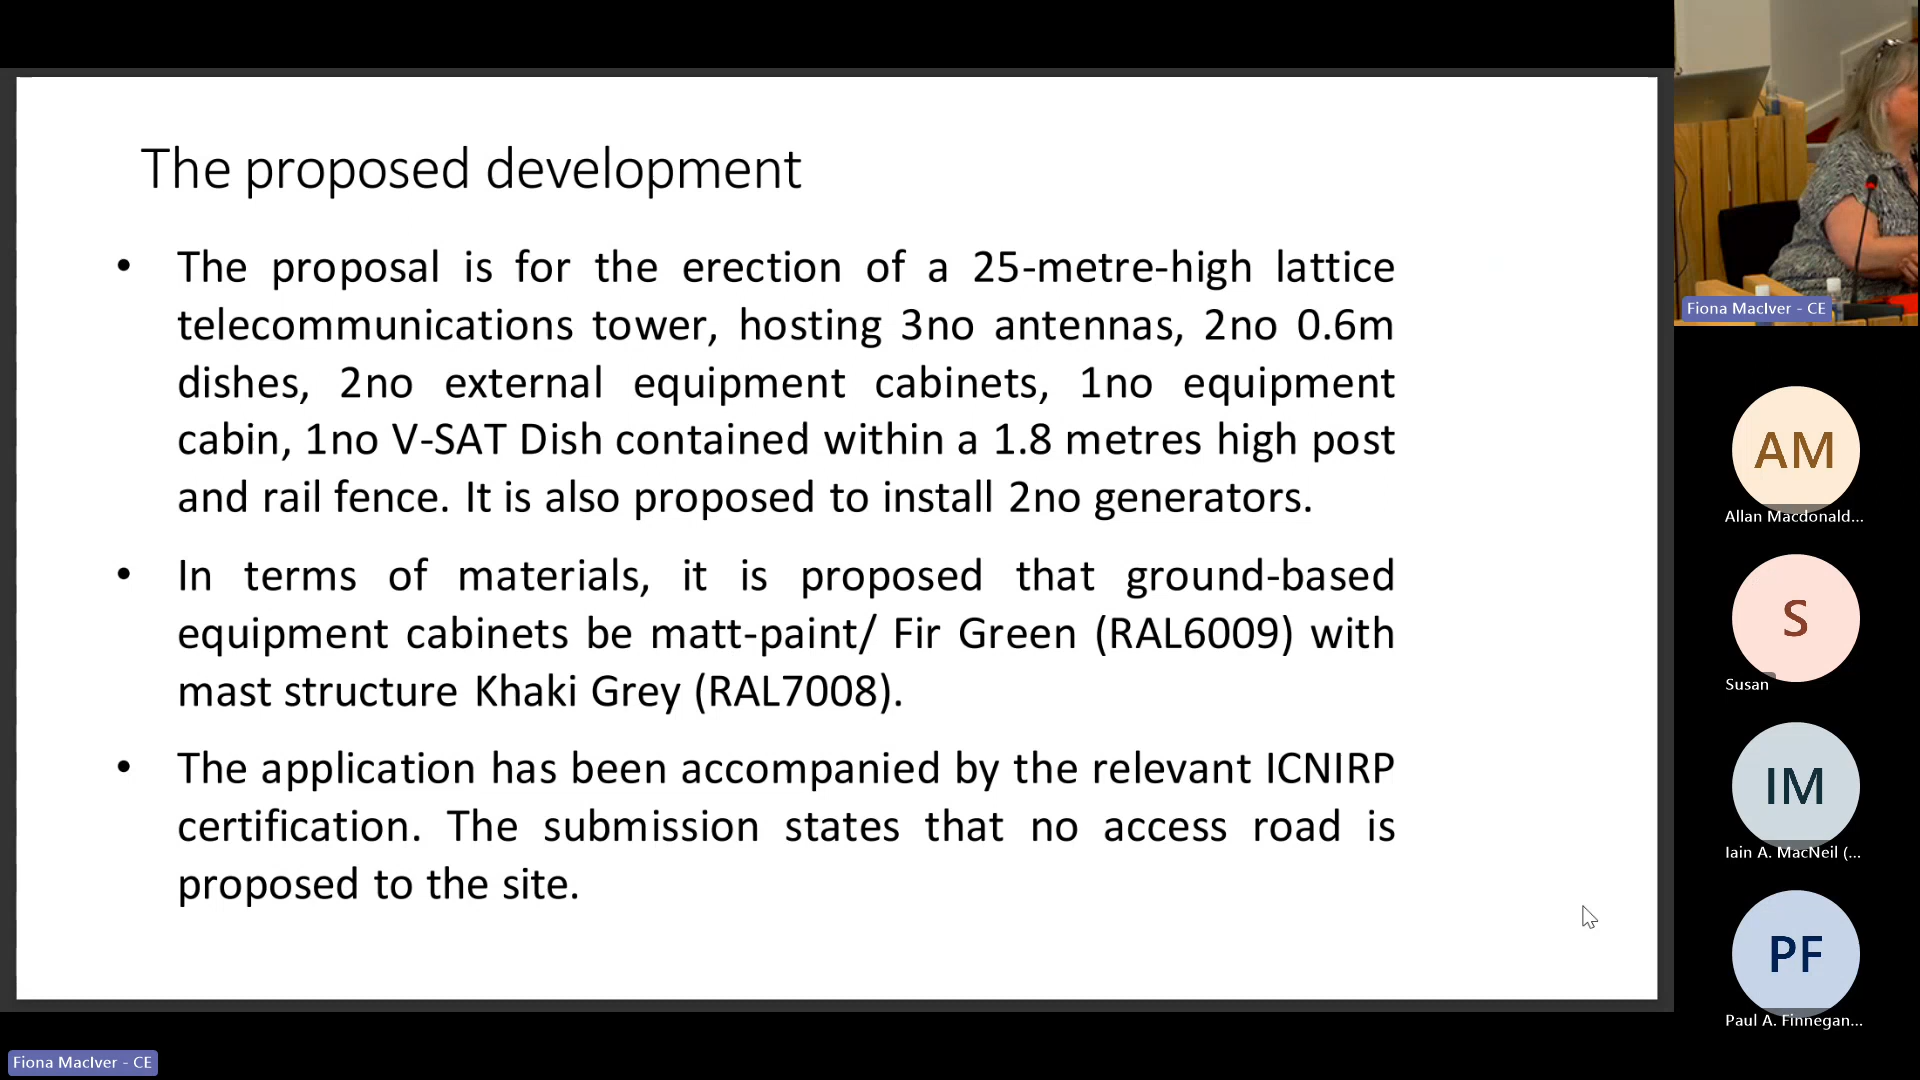 The proposed development
• The proposal is for the erection of a 25-metre-high lattice
telecommunications tower, hosting 3no antennas, 2no 0.6m
dishes, 2no external equipment cabinets, 1no equipment
cabin, 1no V-SAT Dish contained within a 1.8 metres high post
and rail fence. It is also proposed to install 2no generators.
• In terms of materials, it is proposed that ground-based
equipment cabinets be matt-paint/ Fir Green (RAL6009) with
mast structure Khaki Grey (RAL7008).
• The application has been accompanied by the relevant ICNIRP
certification. The submission states that no access road is
proposed to the site.
Fiona MacIver - CE
AM
Allan Macdonald...
S
Susan
IM
Iain A. MacNeil (...
PF
Paul A. Finnegan...
Fiona MacIver - CE